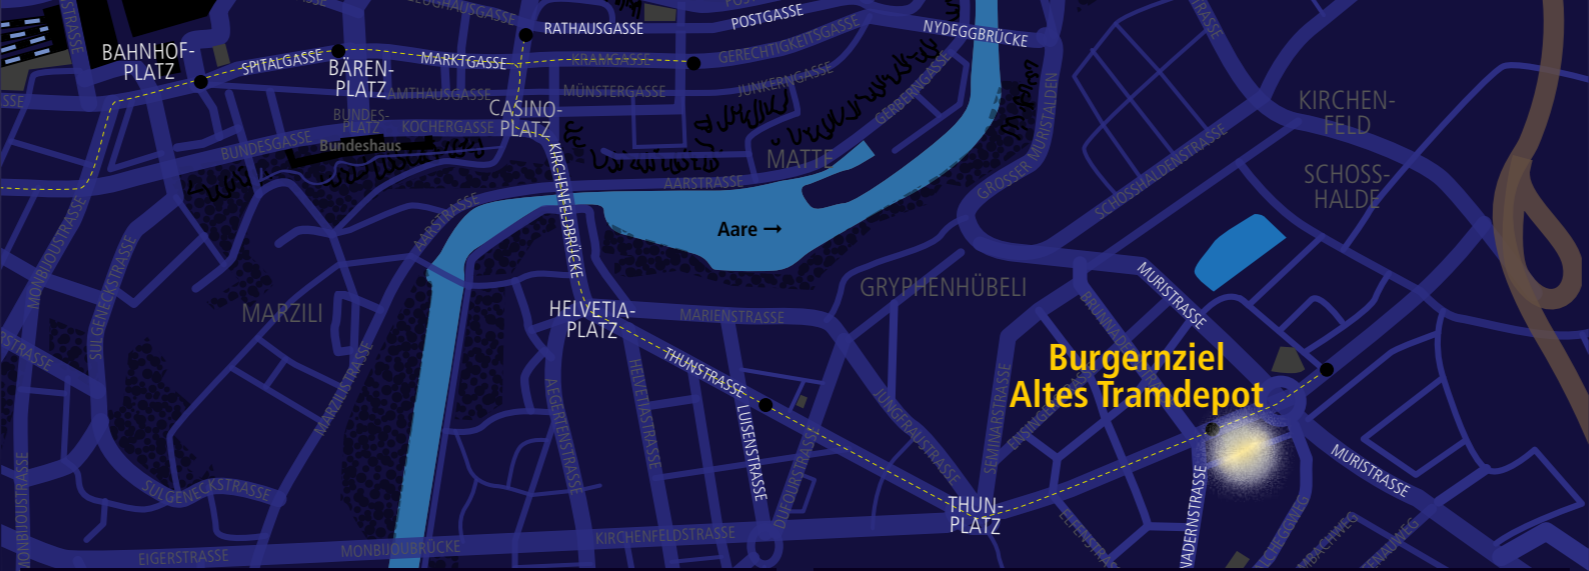 ZEUGHAUSGASSE
RATHAUSGASSE
POSTGASSE
NYDEGGBRÜCKE
BAHNHOF-
PLATZ
SPITALGASSE
BÄREN-
PLATZ
MARKTGASSE
KRAMGASSE
GERECHTIGKEITSGASSE
AMTHAUSGASSE
MÜNSTERGASSE
JUNKERNGASSE
GERBERNGASSE
CASINO-
PLATZ
BUNDES-
PLATZ
KOCHERGASSE
BUNDESGASSE
Bundeshaus
MATTE
AARSTRASSE
GROSSER MURISTALDEN
SCHOSSHALDENSTRASSE
KIRCHEN-
FELD
SCHOSS-
HALDE
KIRCHENFELDBRÜCKE
AARSTRASSE
Aare →
MONBIJOUSTRASSE
SULGENECKSTRASSE
MARZILI
GRYPHENHÜBELI
MURISTRASSE
HELVETIA-
PLATZ
MARIENSTRASSE
THUNSTRASSE
Burgernziel
Altes Tramdepot
MARZILISTRASSE
AEGERTENSTRASSE
HELVETIASTRASSE
LUISENSTRASSE
DUFOURSTRASSE
JUNGFRAUSTRASSE
SEMINARSTRASSE
MURISTRASSE
SULGENECKSTRASSE
MONBIJOUSTRASSE
THUN-
PLATZ
EIGERSTRASSE
MONBIJOUBRÜCKE
KIRCHENFELDSTRASSE